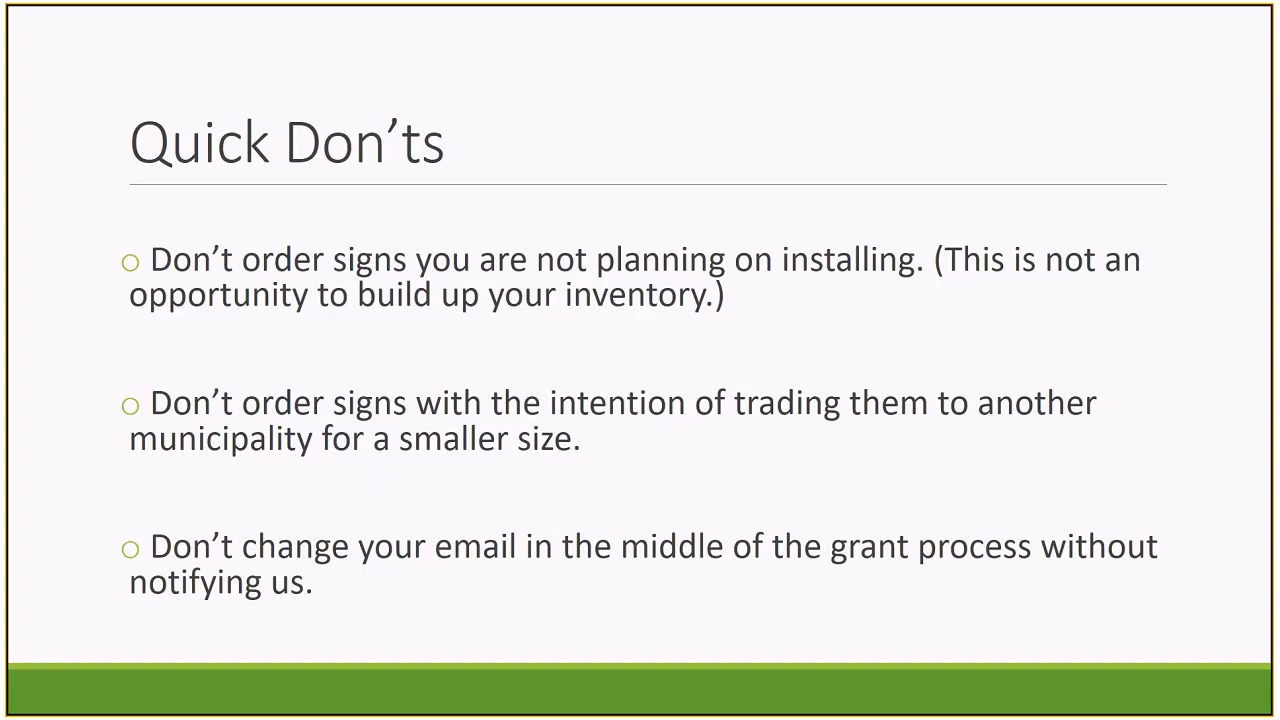 Quick Don’ts
o Don’t order signs you are not planning on installing. (This is not an
opportunity to build up your inventory.)
o Don’t order signs with the intention of trading them to another
municipality for a smaller size.
o Don’t change your email in the middle of the grant process without
notifying us.